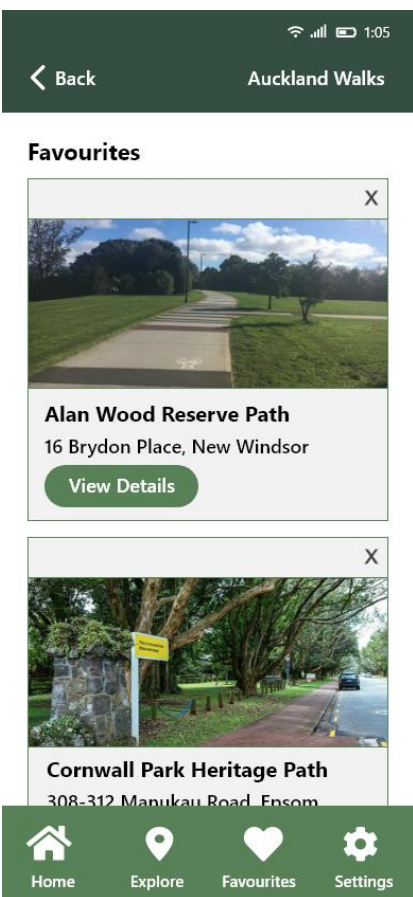 1:05
Back
Auckland Walks
Favourites
X
Alan Wood Reserve Path
16 Brydon Place, New Windsor
View Details
X
Cornwall Park Heritage Path
308-312 Manukau Road, Epsom
Home
Explore
Favourites
Settings